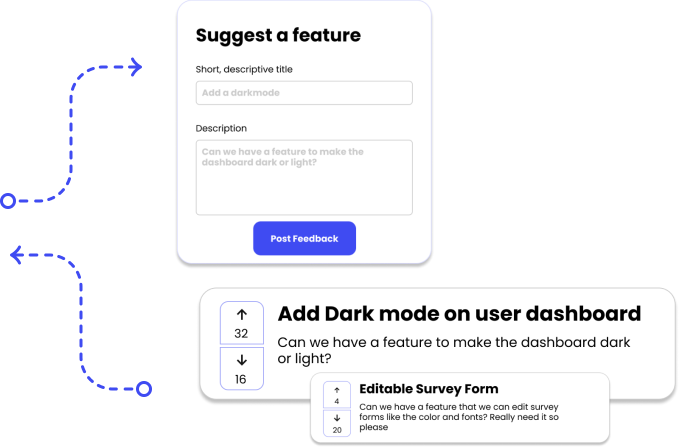 Suggest a feature
Short, descriptive title
Add a darkmode
Description
Can we have a feature to make the
dashboard dark or light?
Post Feedback
32
16
Add Dark mode on user dashboard
Can we have a feature to make the dashboard dark
or light?
4
20
Editable Survey Form
Can we have a feature that we can edit survey
forms like the color and fonts? Really need it so
please